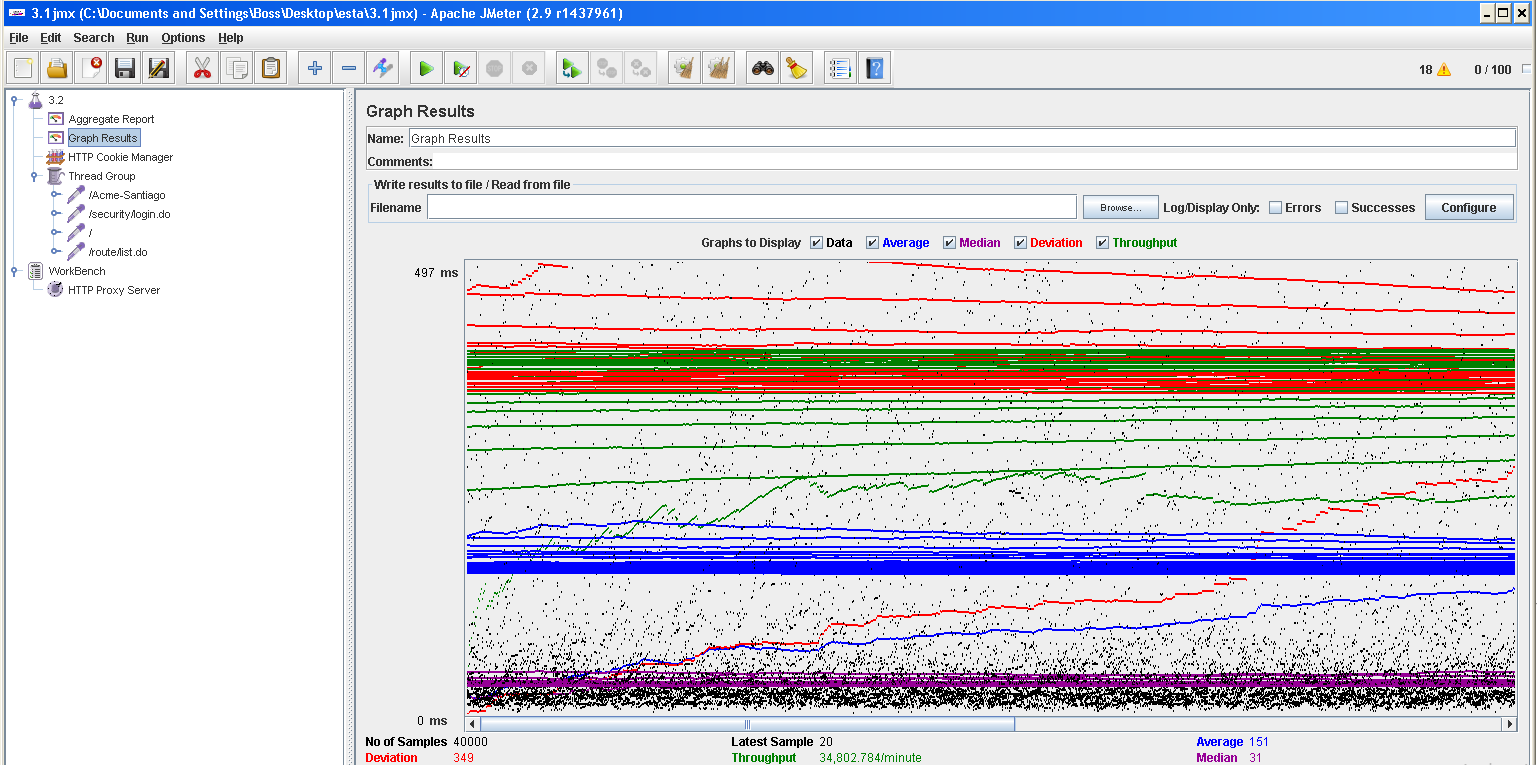 3.1jmx (C:\Documents and Settings\Boss\Desktop\esta\3.1jmx) - Apache JMeter (2.9 r1437961)
File Edit Search Run Options Help
18 0 / 100
3.2
Aggregate Report
Graph Results
HTTP Cookie Manager
Thread Group
/Acme-Santiago
/security/login.do
/
/route/list.do
WorkBench
HTTP Proxy Server
Graph Results
Name: Graph Results
Comments:
Write results to file / Read from file
Filename Browse... Log/Display Only: Errors Successes Configure
Graphs to Display Data Average Median Deviation Throughput
497 ms
0 ms
No of Samples 40000 Latest Sample 20 Average 151
Deviation 349 Throughput 34,802.784/minute Median 31